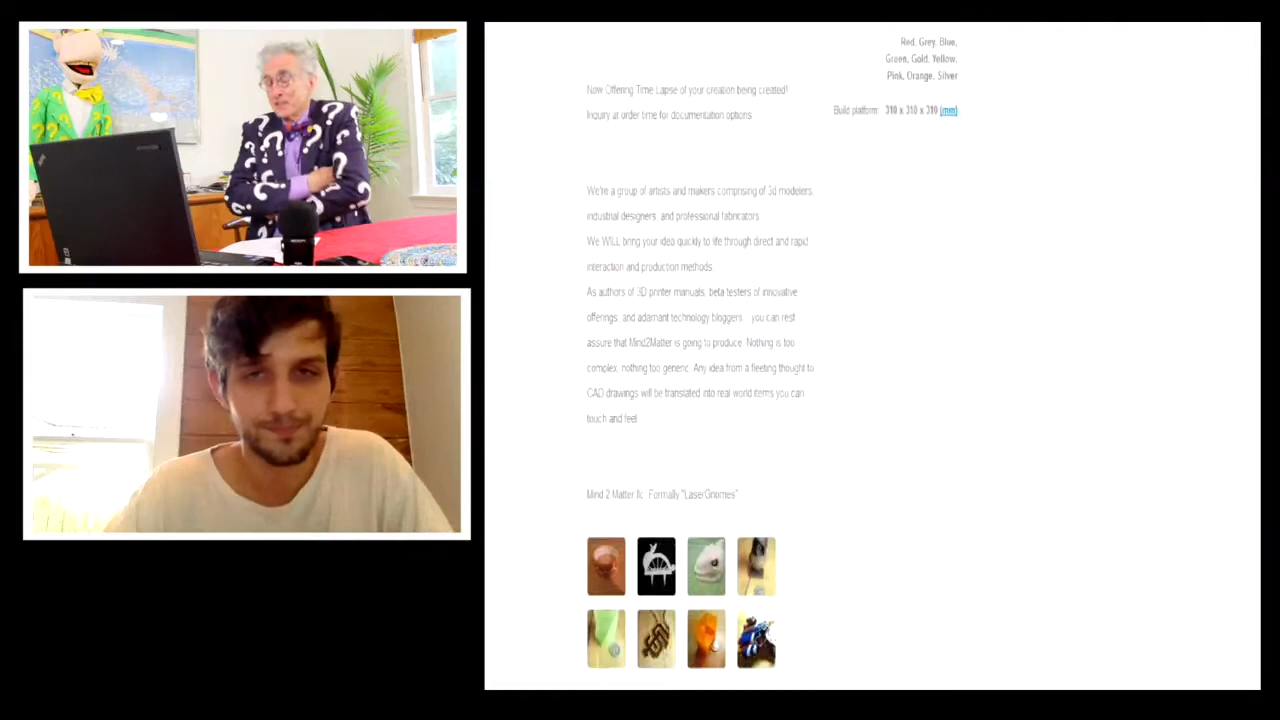 Red, Grey, Blue,
Green, Gold, Yellow,
Pink, Orange, Silver
Build platform: 310 x 310 x 310 (mm)
Now Offering Time Lapse of your creation being created!
Inquiry at order time for documentation options
We're a group of artists and makers comprising of 3d modelers,
industrial designers, and professional fabricators.
We WILL bring your idea quickly to life through direct and rapid
interaction and production methods.
As authors of 3D printer manuals, beta testers of innovative
offerings, and adamant technology bloggers you can rest
assure that Mind2Matter is going to produce. Nothing is too
complex, nothing too generic. Any idea from a fleeting thought to
CAD drawings will be translated into real world items you can
touch and feel
Mind 2 Matter llc. Formally "LaserGnomes"